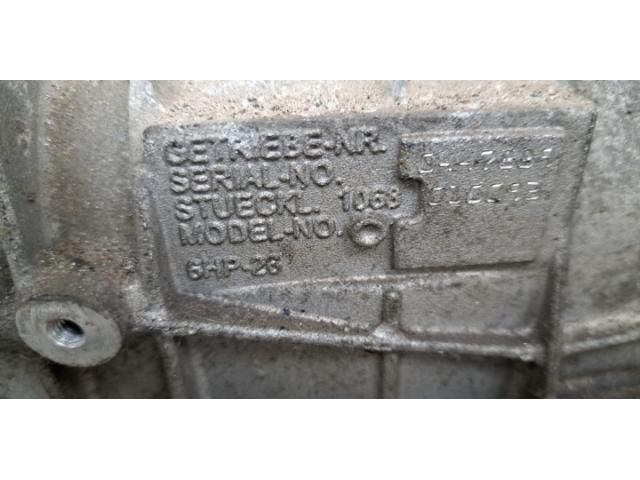 GETRIEBE-NR.
SERIAL-NO.
STUECKL. 1068
MODEL-NO.
6HP-26